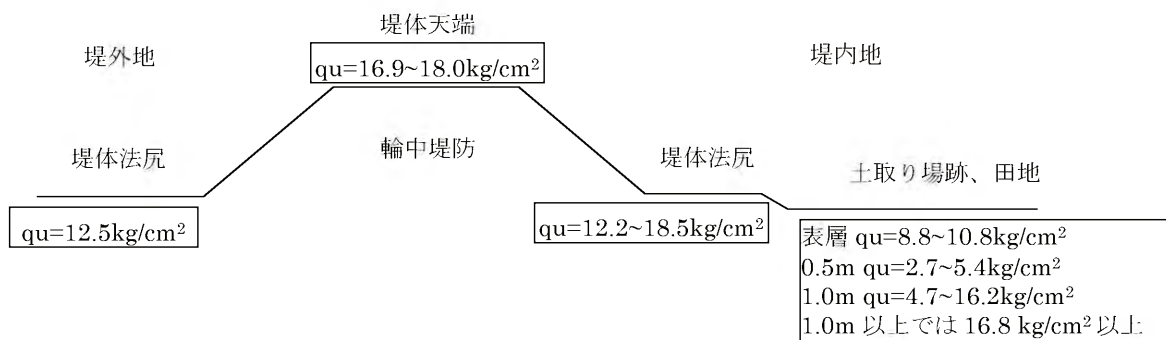 堤体天端
堤外地
qu=16.9~18.0kg/cm²
堤内地
堤体法尻
輪中堤防
堤体法尻
土取り場跡、田地
qu=12.5kg/cm²
qu=12.2~18.5kg/cm²
表層 qu=8.8~10.8kg/cm²
0.5m qu=2.7~5.4kg/cm²
1.0m qu=4.7~16.2kg/cm²
1.0m 以上では 16.8 kg/cm² 以上